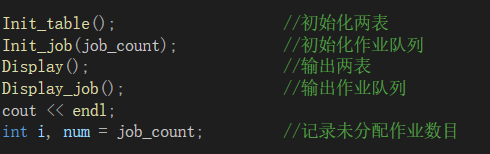 Init_table();                //初始化两表
Init_job(job_count);         //初始化作业队列
Display();                   //输出两表
Display_job();               //输出作业队列
cout << endl;
int i, num = job_count;      //记录未分配作业数目